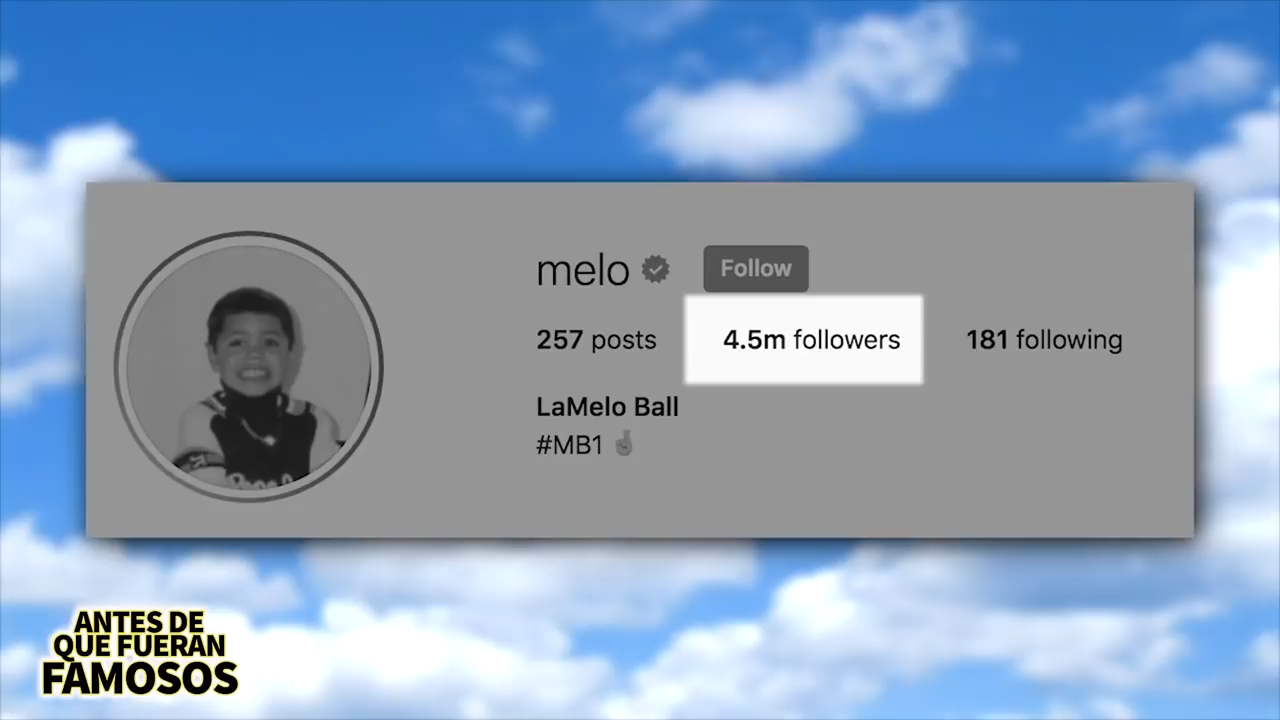 melo
Follow
257 posts
4.5m followers
181 following
LaMelo Ball
#MB1 🤞
ANTES DE
QUE FUERAN
FAMOSOS